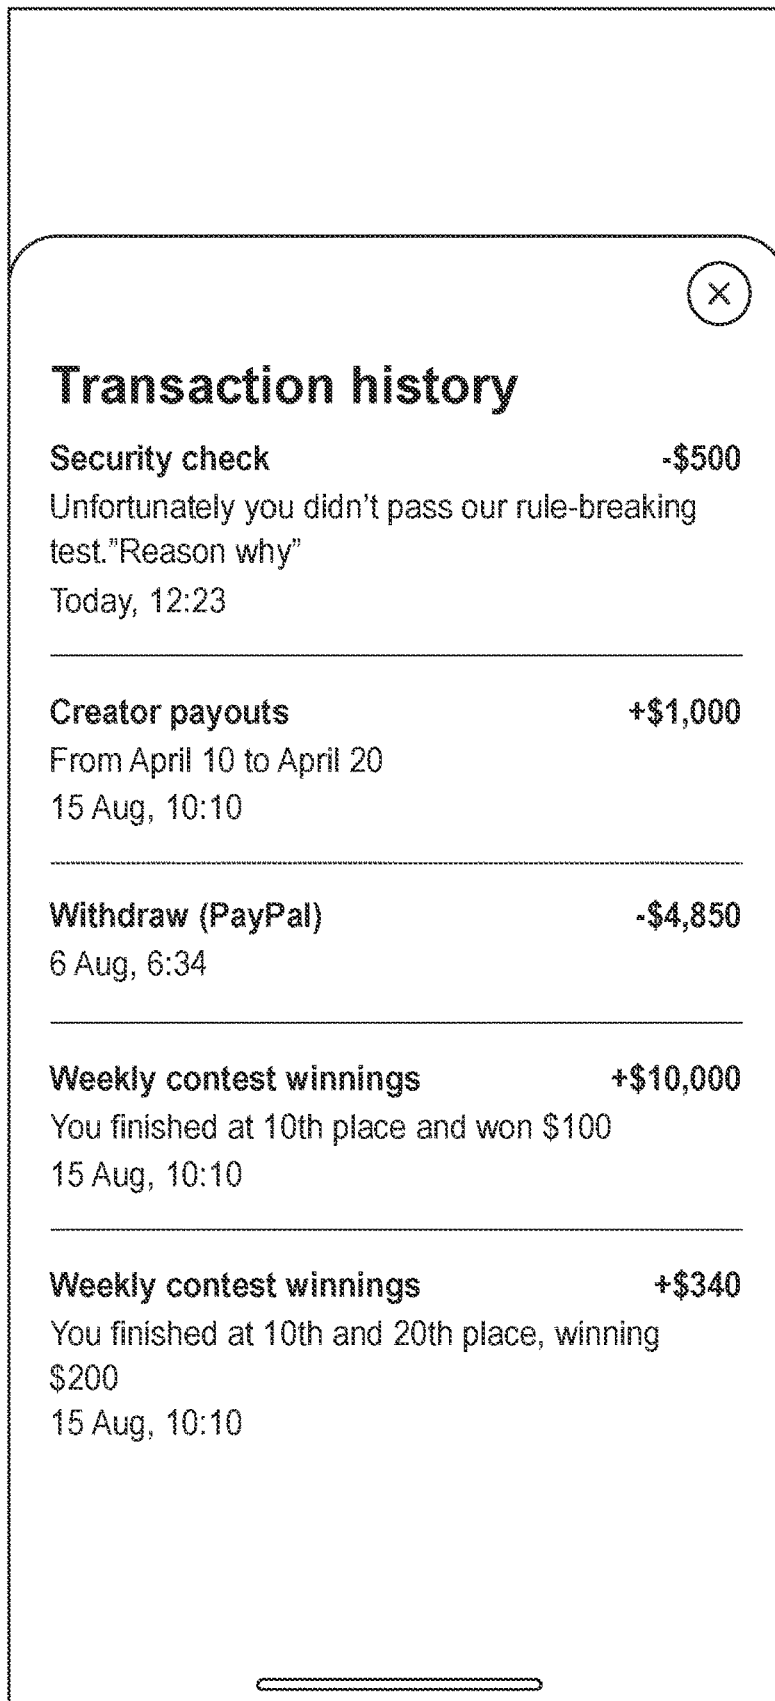 Transaction history
Security check -$500
Unfortunately you didn't pass our rule-breaking
test."Reason why"
Today, 12:23
Creator payouts +$1,000
From April 10 to April 20
15 Aug, 10:10
Withdraw (PayPal) -$4,850
6 Aug, 6:34
Weekly contest winnings +$10,000
You finished at 10th place and won $100
15 Aug, 10:10
Weekly contest winnings +$340
You finished at 10th and 20th place, winning
$200
15 Aug, 10:10